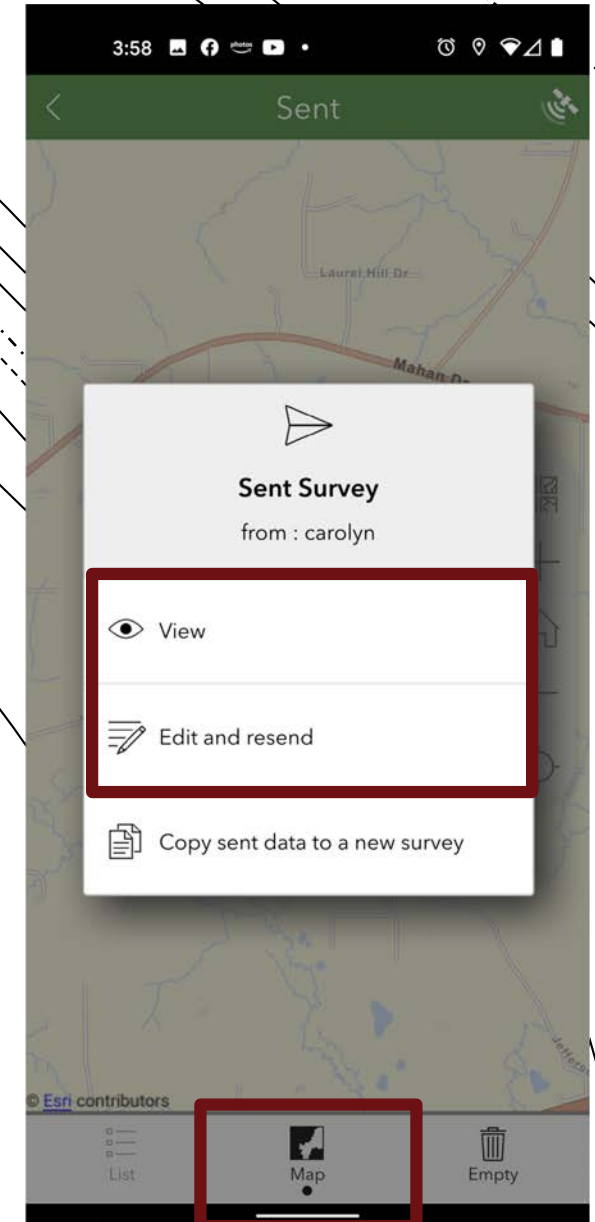 3:58 photos
Sent
Laurel Hill Dr
Mahan Dr
Sent Survey
from : carolyn
View
Edit and resend
Copy sent data to a new survey
© Esri contributors
List Map Empty